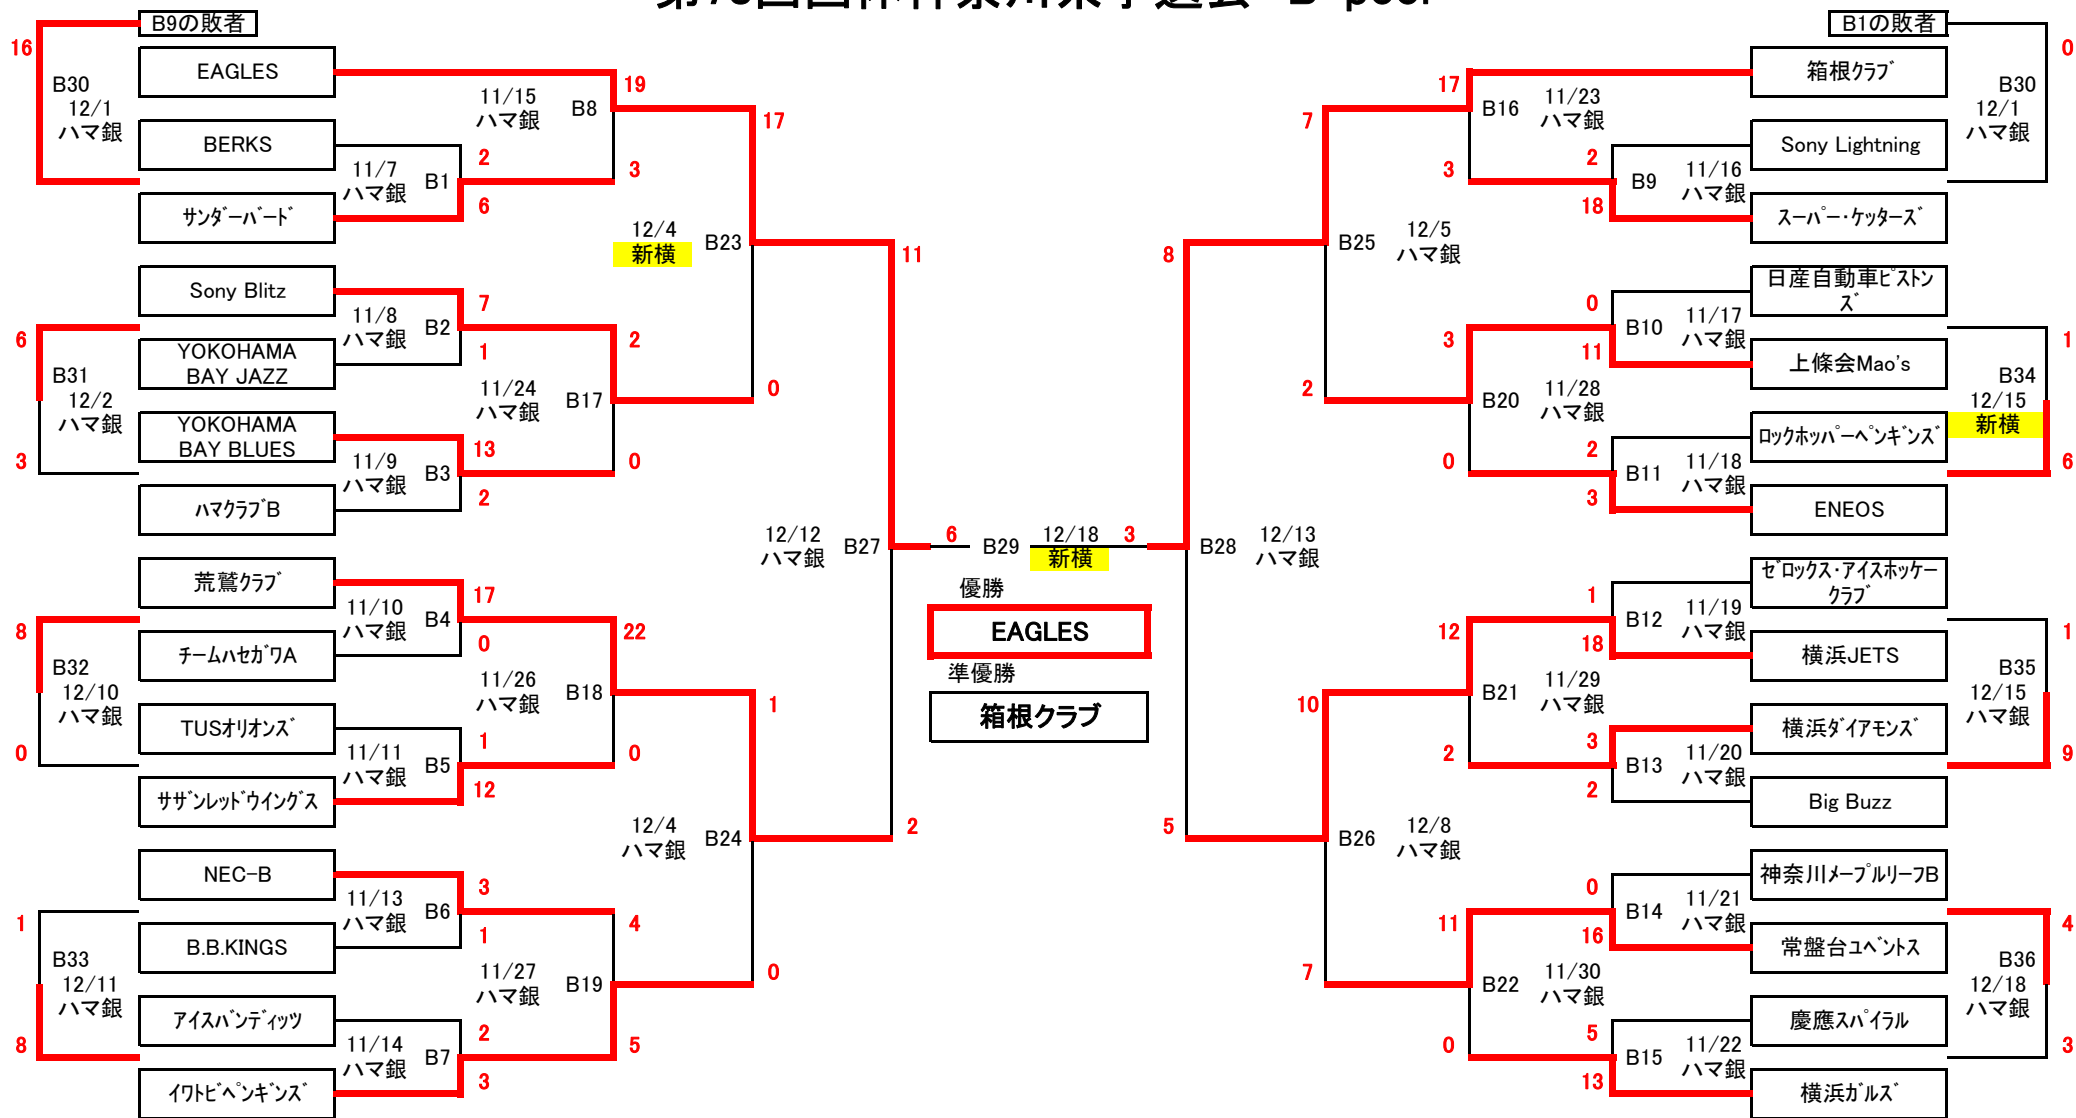 B9の敗者
16
EAGLES
B30
12/1
ハマ銀
BERKS
サンダーバード
11/7
ハマ銀
B1
2
6
11/15
ハマ銀
B8
19
3
17
12/4
新横
B23
11
Sony Blitz
11/8
ハマ銀
B2
7
1
YOKOHAMA
BAY JAZZ
6
B31
12/2
ハマ銀
3
YOKOHAMA
BAY BLUES
11/9
ハマ銀
B3
13
2
ハマクラブB
11/24
ハマ銀
B17
2
0
0
12/12
ハマ銀
B27
荒鷲クラブ
11/10
ハマ銀
B4
17
0
チームハセガワA
8
B32
12/10
ハマ銀
0
TUSオリオンズ
11/11
ハマ銀
B5
1
12
サザンレッドウイングス
11/26
ハマ銀
B18
22
0
1
12/4
ハマ銀
B24
2
NEC-B
11/13
ハマ銀
B6
3
1
B.B.KINGS
1
B33
12/11
ハマ銀
8
アイスバンディッツ
11/14
ハマ銀
B7
2
3
イワトビペンギンズ
11/27
ハマ銀
B19
4
5
0
6
B29
12/18
新横
3
優勝
EAGLES
準優勝
箱根クラブ
B1の敗者
0
箱根クラブ
B30
12/1
ハマ銀
17
B16
11/23
ハマ銀
3
Sony Lightning
2
B9
11/16
ハマ銀
18
スーパー・ケッターズ
7
B25
12/5
ハマ銀
2
8
日産自動車ピストン
ズ
0
B10
11/17
ハマ銀
11
上條会Mao's
1
B34
12/15
新横
6
3
B20
11/28
ハマ銀
0
ロックホッパーペンギンズ
2
B11
11/18
ハマ銀
3
ENEOS
B28
12/13
ハマ銀
5
ゼロックス・アイスホッケー
クラブ
1
B12
11/19
ハマ銀
18
横浜JETS
1
B35
12/15
ハマ銀
9
12
B21
11/29
ハマ銀
2
横浜ダイアモンズ
3
B13
11/20
ハマ銀
2
Big Buzz
10
B26
12/8
ハマ銀
7
神奈川メープルリーフB
0
B14
11/21
ハマ銀
16
常盤台ユベントス
4
B36
12/18
ハマ銀
3
11
B22
11/30
ハマ銀
0
慶應スパイラル
5
B15
11/22
ハマ銀
13
横浜ガルズ